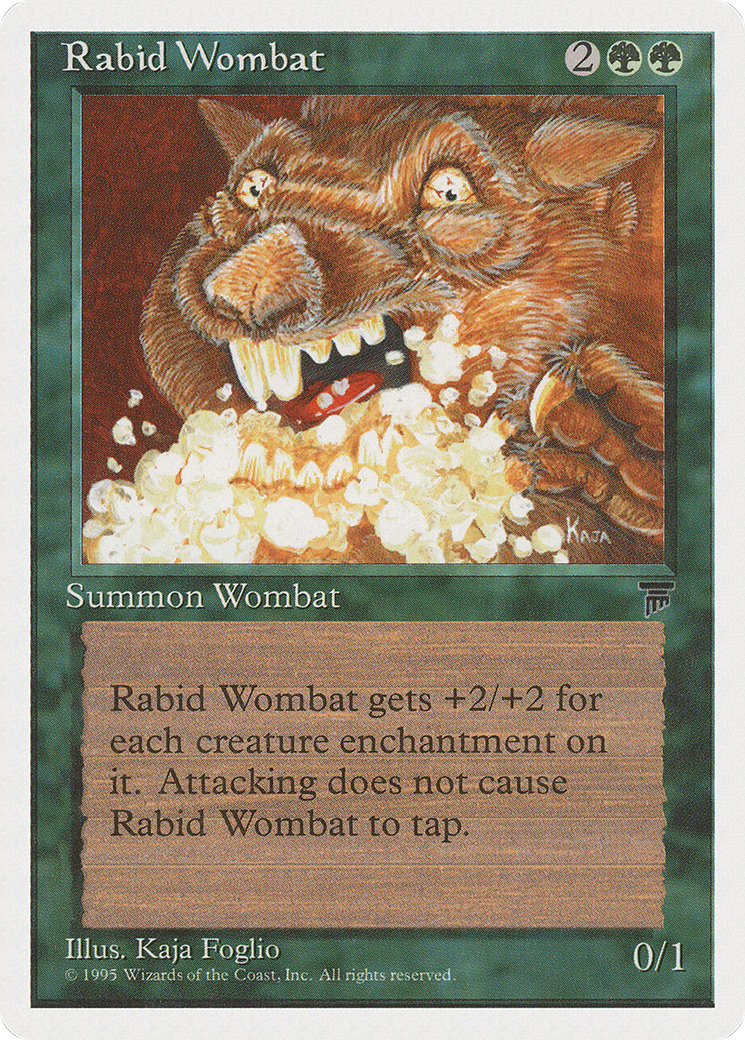 Rabid Wombat
2
KAJA
Summon Wombat
Rabid Wombat gets +2/+2 for
each creature enchantment on
it. Attacking does not cause
Rabid Wombat to tap.
Illus. Kaja Foglio
© 1995 Wizards of the Coast, Inc. All rights reserved.
0/1